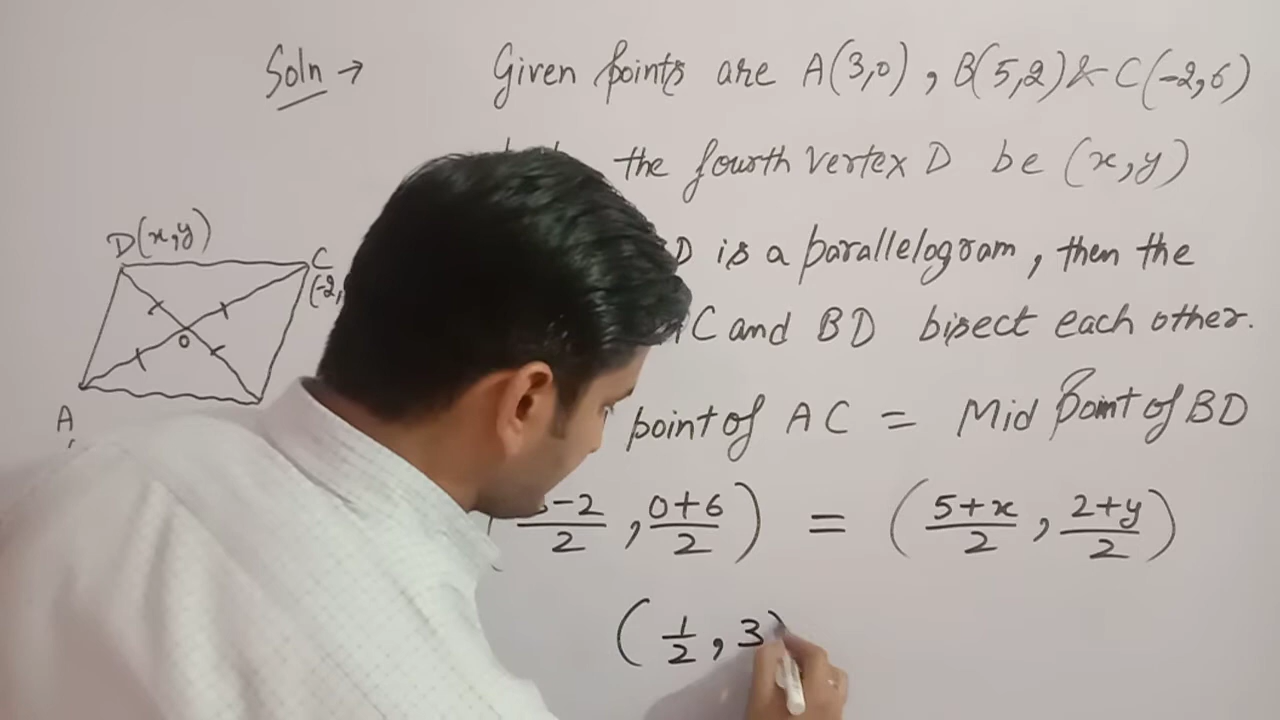 Soln → Given points are A(3,0), B(5,2) & C(-2,6)
the fourth vertex D be (x,y)
D is a parallelogram, then the
C and BD bisect each other.
point of AC = Mid Point of BD
-2/2, 0+6/2) = (5+x/2, 2+y/2)
(1/2, 3)
D(x,y)
C
(-2,
O
A